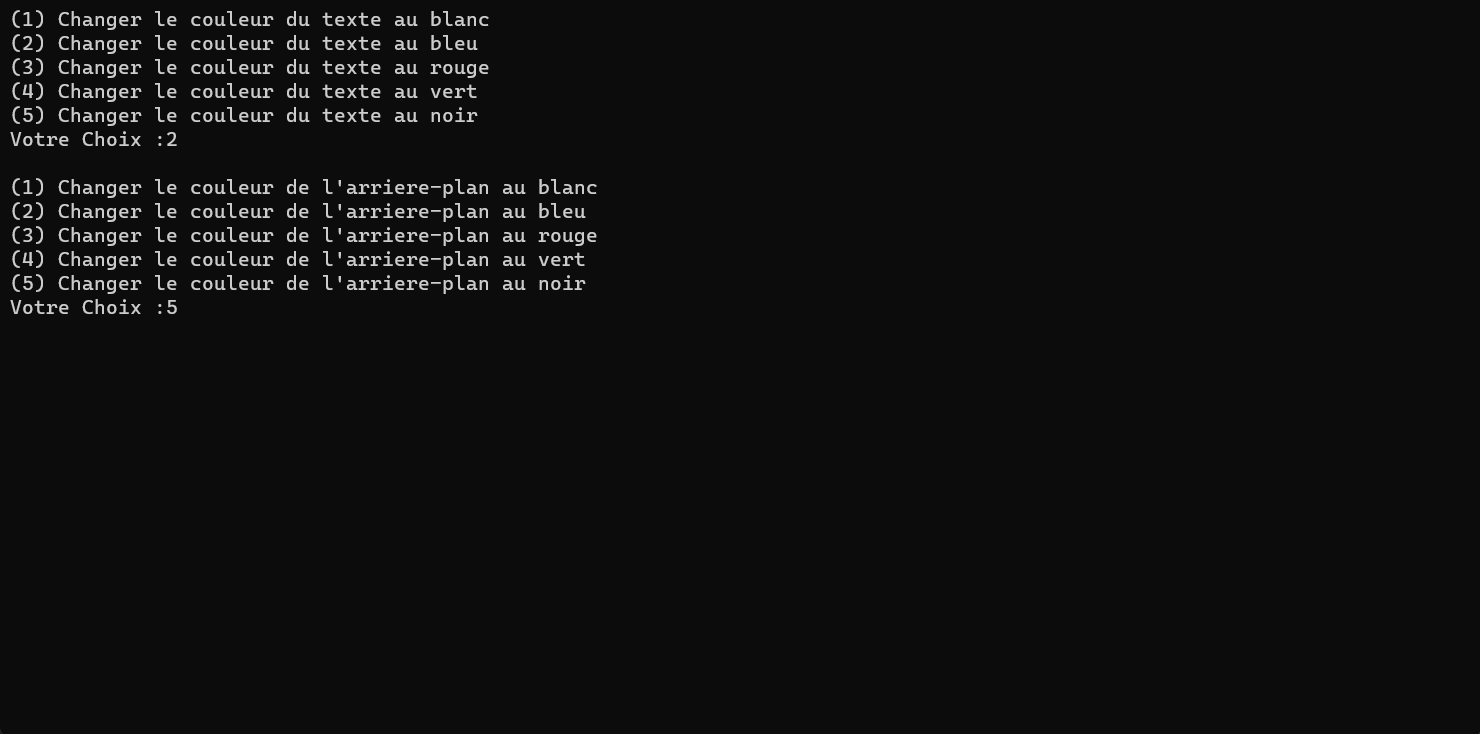 (1) Changer le couleur du texte au blanc
(2) Changer le couleur du texte au bleu
(3) Changer le couleur du texte au rouge
(4) Changer le couleur du texte au vert
(5) Changer le couleur du texte au noir
Votre Choix :2
(1) Changer le couleur de l'arriere-plan au blanc
(2) Changer le couleur de l'arriere-plan au bleu
(3) Changer le couleur de l'arriere-plan au rouge
(4) Changer le couleur de l'arriere-plan au vert
(5) Changer le couleur de l'arriere-plan au noir
Votre Choix :5